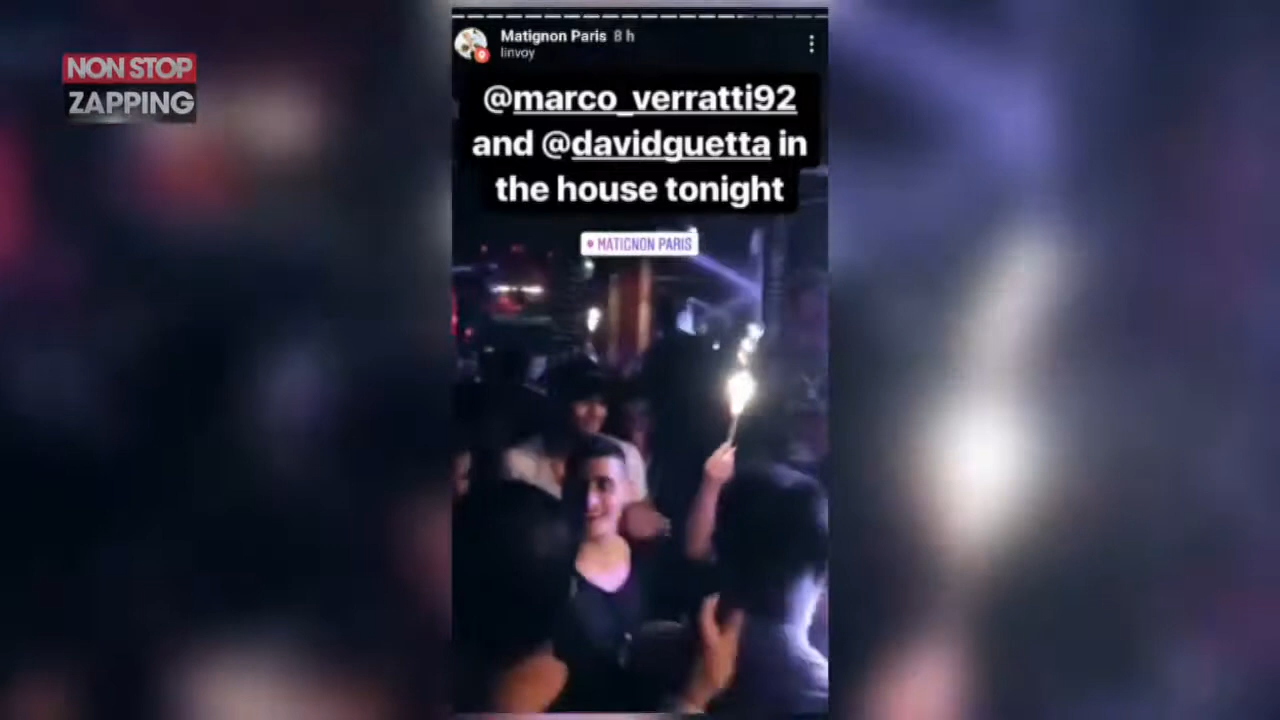 NON STOP
ZAPPING
Matignon Paris 8 h
linvoy
@marco_verratti92
and @davidguetta in
the house tonight
MATIGNON PARIS